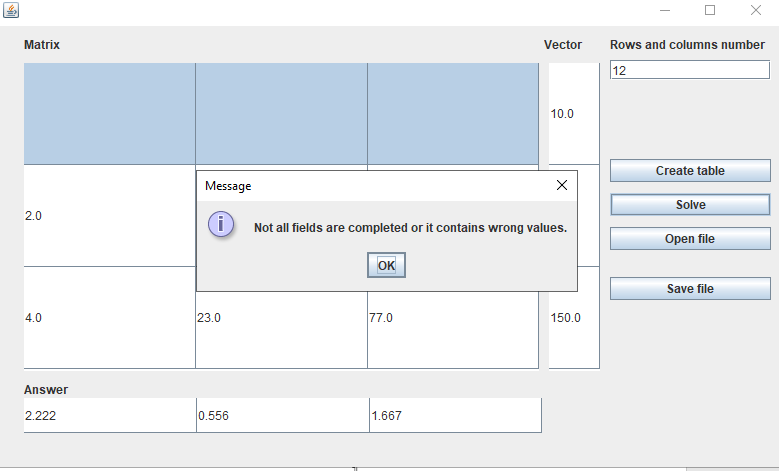 Matrix Vector Rows and columns number
12
10.0
Create table
Message
Solve
2.0
Not all fields are completed or it contains wrong values.
Open file
OK
Save file
4.0 23.0 77.0 150.0
Answer
2.222 0.556 1.667